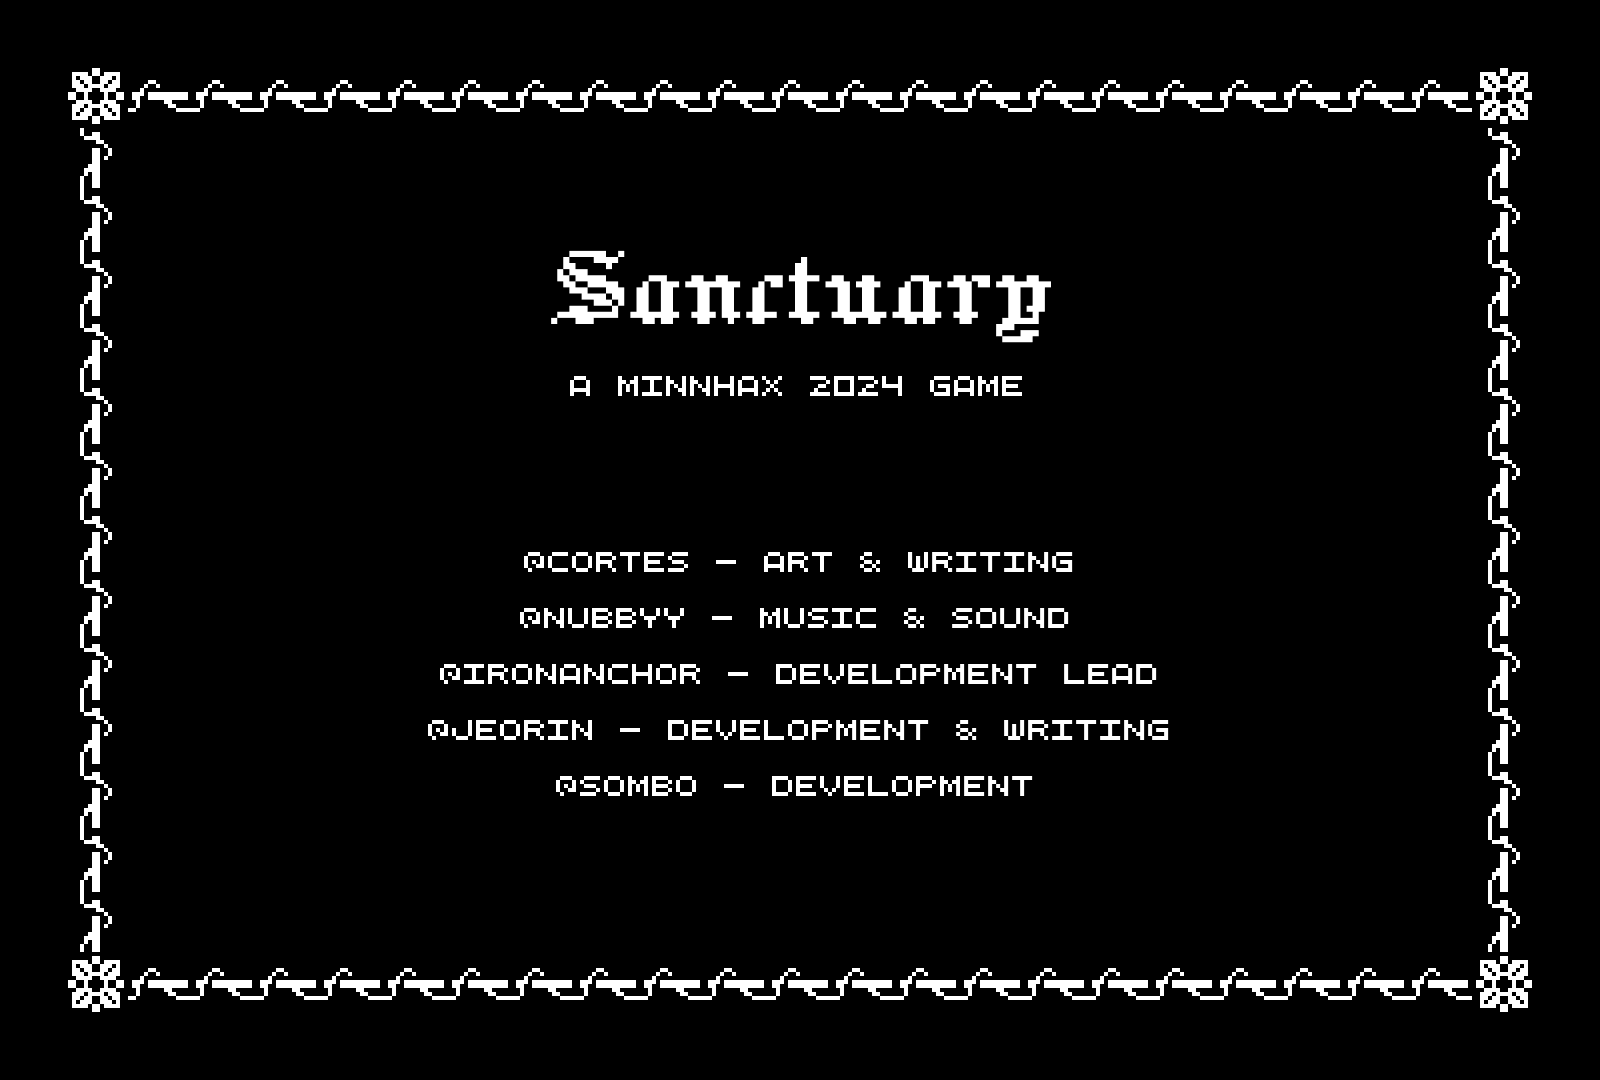 Sanctuary
A MINNHAX 2024 GAME
@CORTES – ART & WRITING
@NUBBYY – MUSIC & SOUND
@IRONANCHOR – DEVELOPMENT LEAD
@JEORIN – DEVELOPMENT & WRITING
@SOMBO – DEVELOPMENT